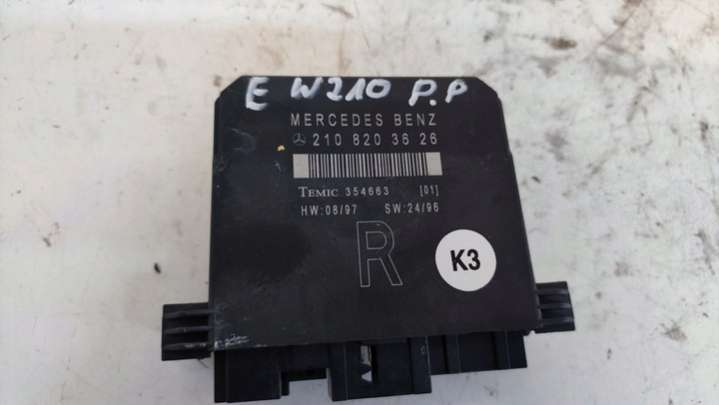 E W210 P.P
MERCEDES BENZ
210 820 36 26
TEMIC 354663 [01]
HW:08/97 SW:24/96
R
K3